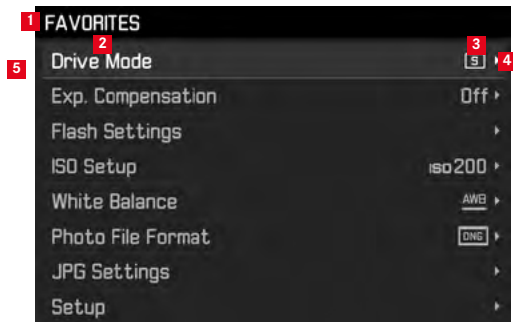 1 FAVORITES
2
3
5 Drive Mode S 4
Exp. Compensation Off
Flash Settings
ISO Setup ISO200
White Balance AWB
Photo File Format DNG
JPG Settings
Setup